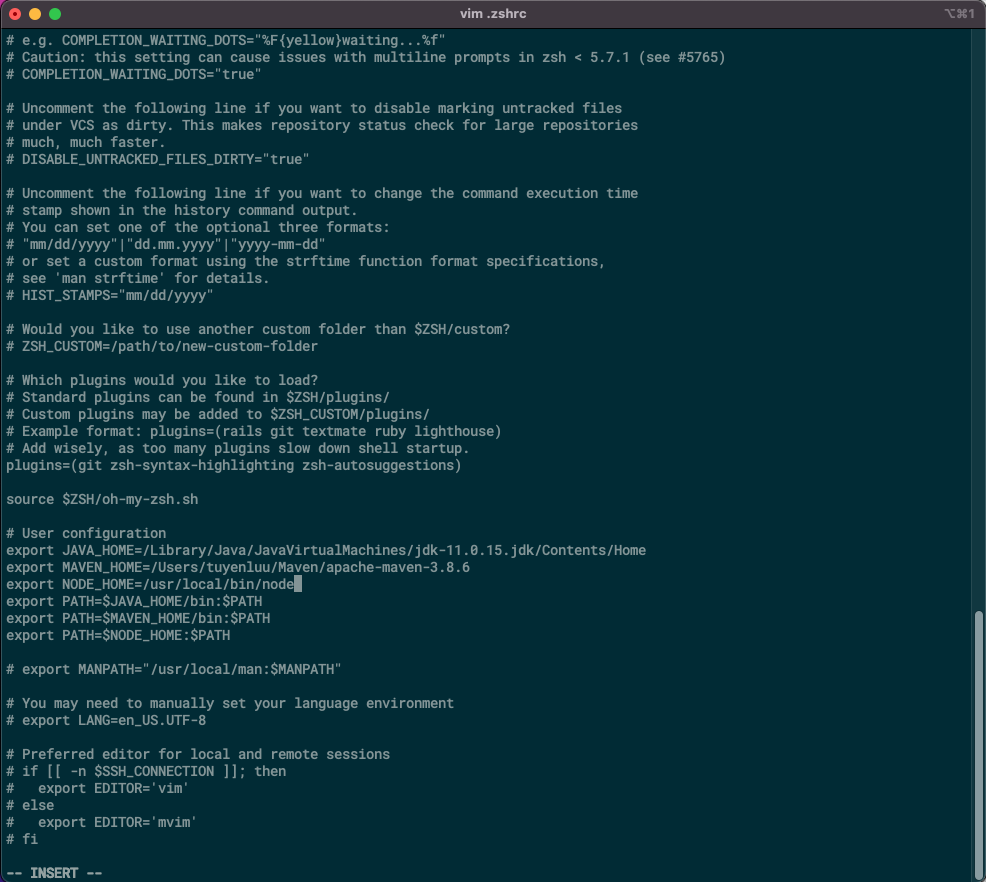 vim .zshrc
⌥⌘1
# e.g. COMPLETION_WAITING_DOTS="%F{yellow}waiting...%f"
# Caution: this setting can cause issues with multiline prompts in zsh < 5.7.1 (see #5765)
# COMPLETION_WAITING_DOTS="true"
# Uncomment the following line if you want to disable marking untracked files
# under VCS as dirty. This makes repository status check for large repositories
# much, much faster.
# DISABLE_UNTRACKED_FILES_DIRTY="true"
# Uncomment the following line if you want to change the command execution time
# stamp shown in the history command output.
# You can set one of the optional three formats:
# "mm/dd/yyyy"|"dd.mm.yyyy"|"yyyy-mm-dd"
# or set a custom format using the strftime function format specifications,
# see 'man strftime' for details.
# HIST_STAMPS="mm/dd/yyyy"
# Would you like to use another custom folder than $ZSH/custom?
# ZSH_CUSTOM=/path/to/new-custom-folder
# Which plugins would you like to load?
# Standard plugins can be found in $ZSH/plugins/
# Custom plugins may be added to $ZSH_CUSTOM/plugins/
# Example format: plugins=(rails git textmate ruby lighthouse)
# Add wisely, as too many plugins slow down shell startup.
plugins=(git zsh-syntax-highlighting zsh-autosuggestions)
source $ZSH/oh-my-zsh.sh
# User configuration
export JAVA_HOME=/Library/Java/JavaVirtualMachines/jdk-11.0.15.jdk/Contents/Home
export MAVEN_HOME=/Users/tuyenluu/Maven/apache-maven-3.8.6
export NODE_HOME=/usr/local/bin/node
export PATH=$JAVA_HOME/bin:$PATH
export PATH=$MAVEN_HOME/bin:$PATH
export PATH=$NODE_HOME:$PATH
# export MANPATH="/usr/local/man:$MANPATH"
# You may need to manually set your language environment
# export LANG=en_US.UTF-8
# Preferred editor for local and remote sessions
# if [[ -n $SSH_CONNECTION ]]; then
#   export EDITOR='vim'
# else
#   export EDITOR='mvim'
# fi
-- INSERT --